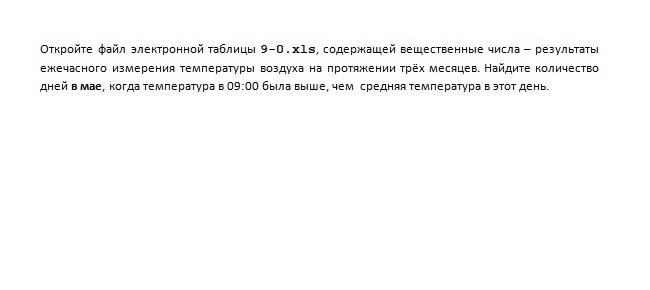 Откройте файл электронной таблицы 9-0.xls, содержащей вещественные числа – результаты
ежечасного измерения температуры воздуха на протяжении трёх месяцев. Найдите количество
дней в мае, когда температура в 09:00 была выше, чем средняя температура в этот день.